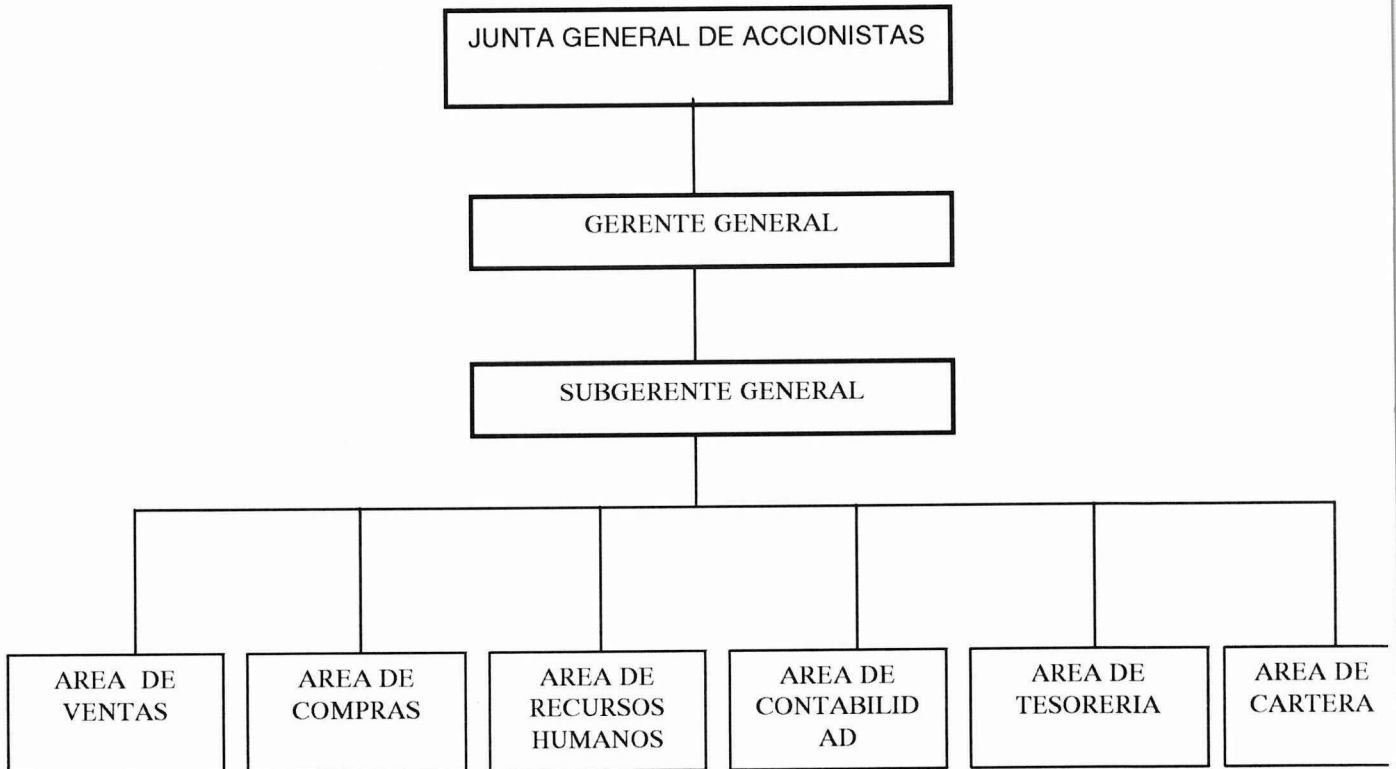 JUNTA GENERAL DE ACCIONISTAS
GERENTE GENERAL
SUBGERENTE GENERAL
AREA DE
VENTAS
AREA DE
COMPRAS
AREA DE
RECURSOS
HUMANOS
AREA DE
CONTABILID
AD
AREA DE
TESORERIA
AREA DE
CARTERA